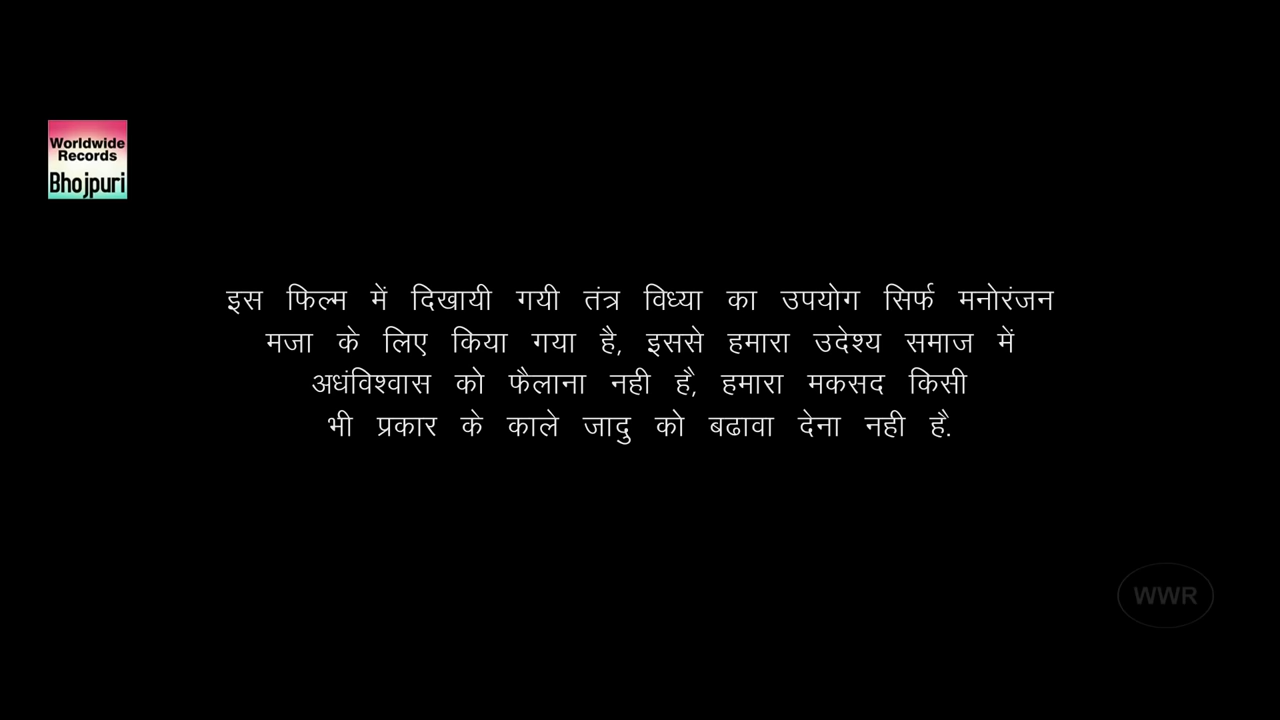 Worldwide
Records
Bhojpuri
इस फिल्म में दिखायी गयी तंत्र विध्या का उपयोग सिर्फ मनोरंजन
मजा के लिए किया गया है, इससे हमारा उदेश्य समाज में
अधंविश्वास को फैलाना नही है, हमारा मकसद किसी
भी प्रकार के काले जादु को बढावा देना नही है.
WWR